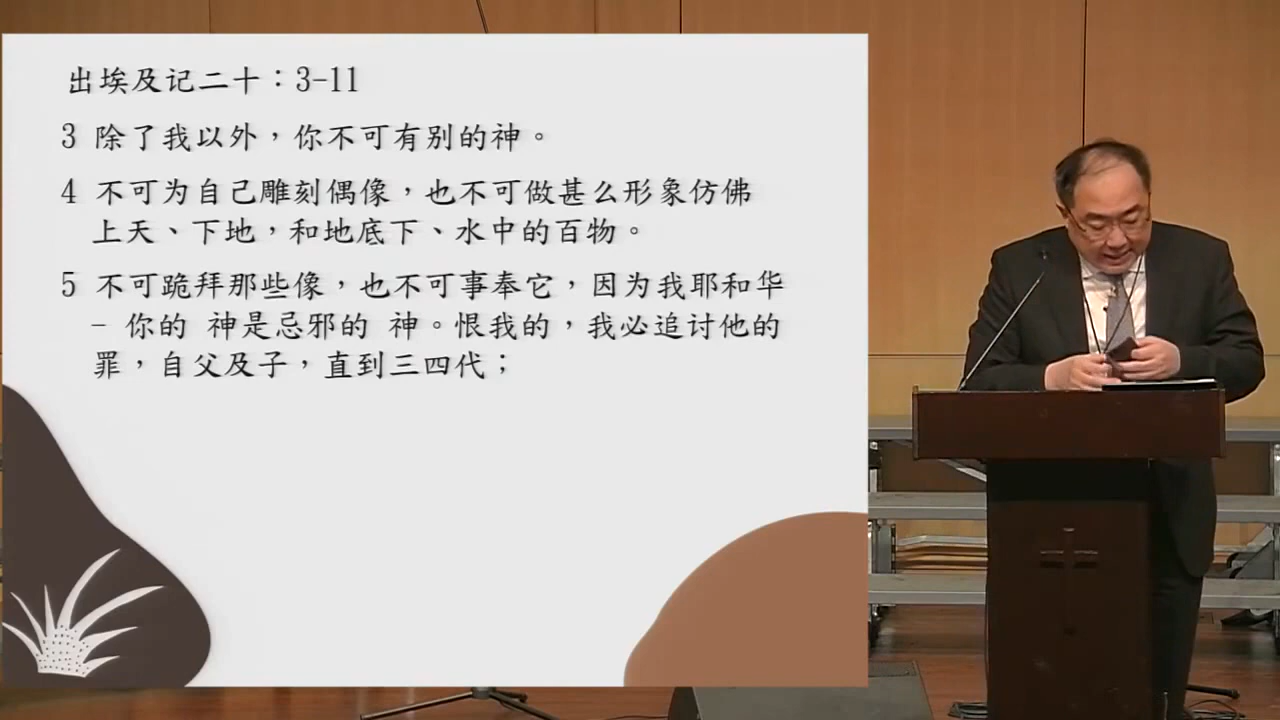 出埃及记二十：3-11
3 除了我以外，你不可有别的神。
4 不可为自己雕刻偶像，也不可做甚么形象仿佛
上天、下地，和地底下、水中的百物。
5 不可跪拜那些像，也不可事奉它，因为我耶和华
- 你的 神是忌邪的 神。恨我的，我必追讨他的
罪，自父及子，直到三四代；